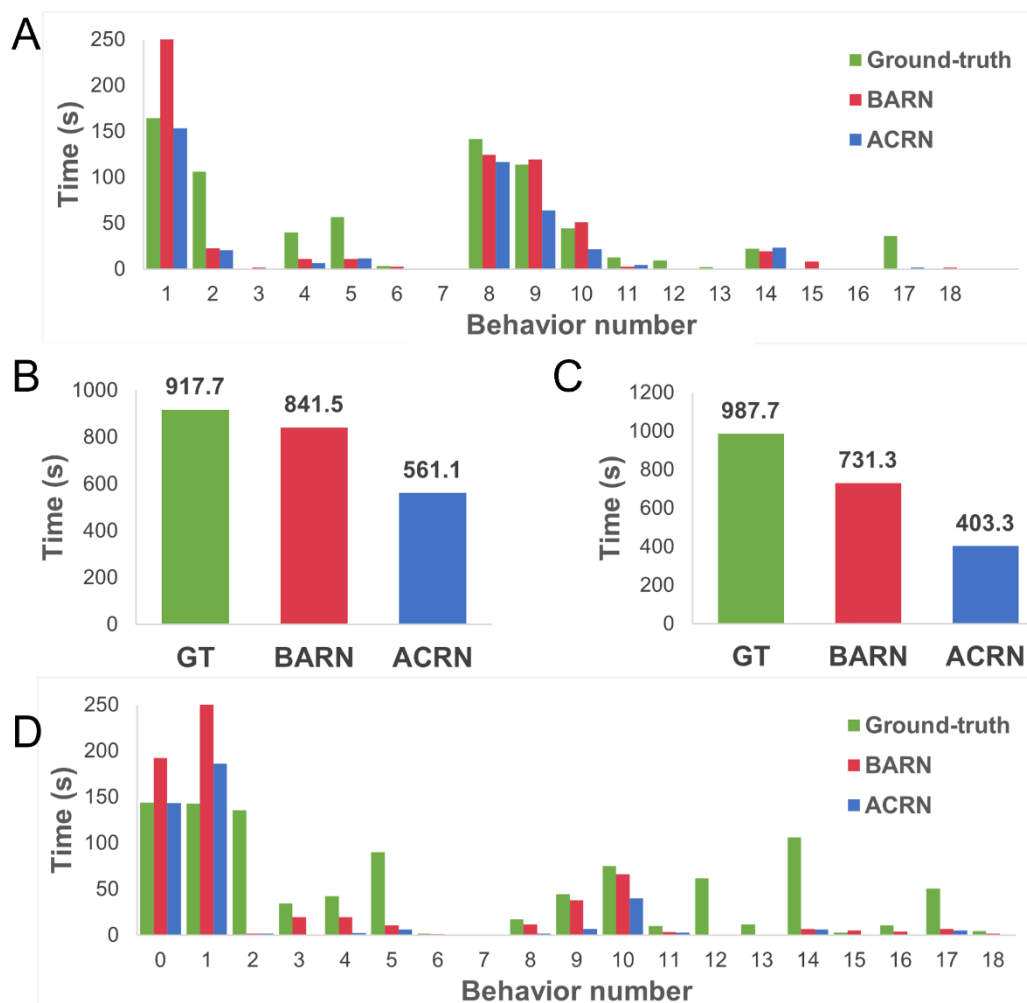 A
250
200
150
100
50
0
Time (s)
Ground-truth
BARN
ACRN
1 2 3 4 5 6 7 8 9 10 11 12 13 14 15 16 17 18
Behavior number
B
1000
800
600
400
200
0
Time (s)
917.7
841.5
561.1
GT BARN ACRN
C
1200
1000
800
600
400
200
0
Time (s)
987.7
731.3
403.3
GT BARN ACRN
D
250
200
150
100
50
0
Time (s)
Ground-truth
BARN
ACRN
0 1 2 3 4 5 6 7 8 9 10 11 12 13 14 15 16 17 18
Behavior number